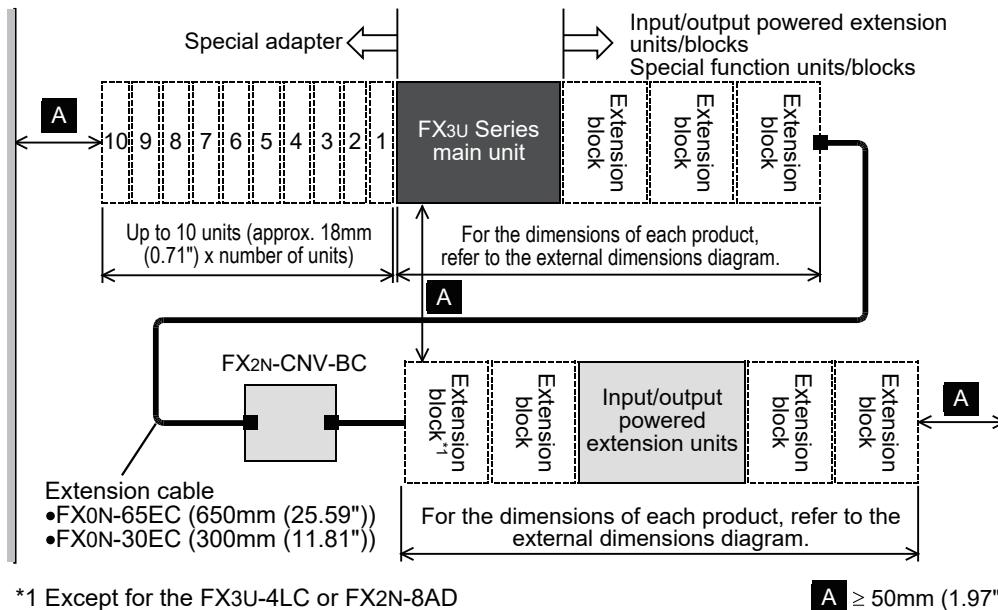 Special adapter
Input/output powered extension
units/blocks
Special function units/blocks
A
10 9 8 7 6 5 4 3 2 1
FX3U Series
main unit
Extension
block
Extension
block
Extension
block
Up to 10 units (approx. 18mm
(0.71") x number of units)
For the dimensions of each product,
refer to the external dimensions diagram.
A
FX2N-CNV-BC
Extension
block*1
Extension
block
Input/output
powered
extension units
Extension
block
Extension
block
A
Extension cable
•FX0N-65EC (650mm (25.59"))
•FX0N-30EC (300mm (11.81"))
For the dimensions of each product, refer to the
external dimensions diagram.
*1 Except for the FX3U-4LC or FX2N-8AD
A ≥ 50mm (1.97"